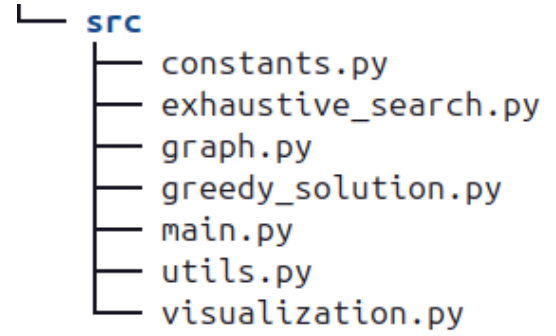 src
constants.py
exhaustive_search.py
graph.py
greedy_solution.py
main.py
utils.py
visualization.py